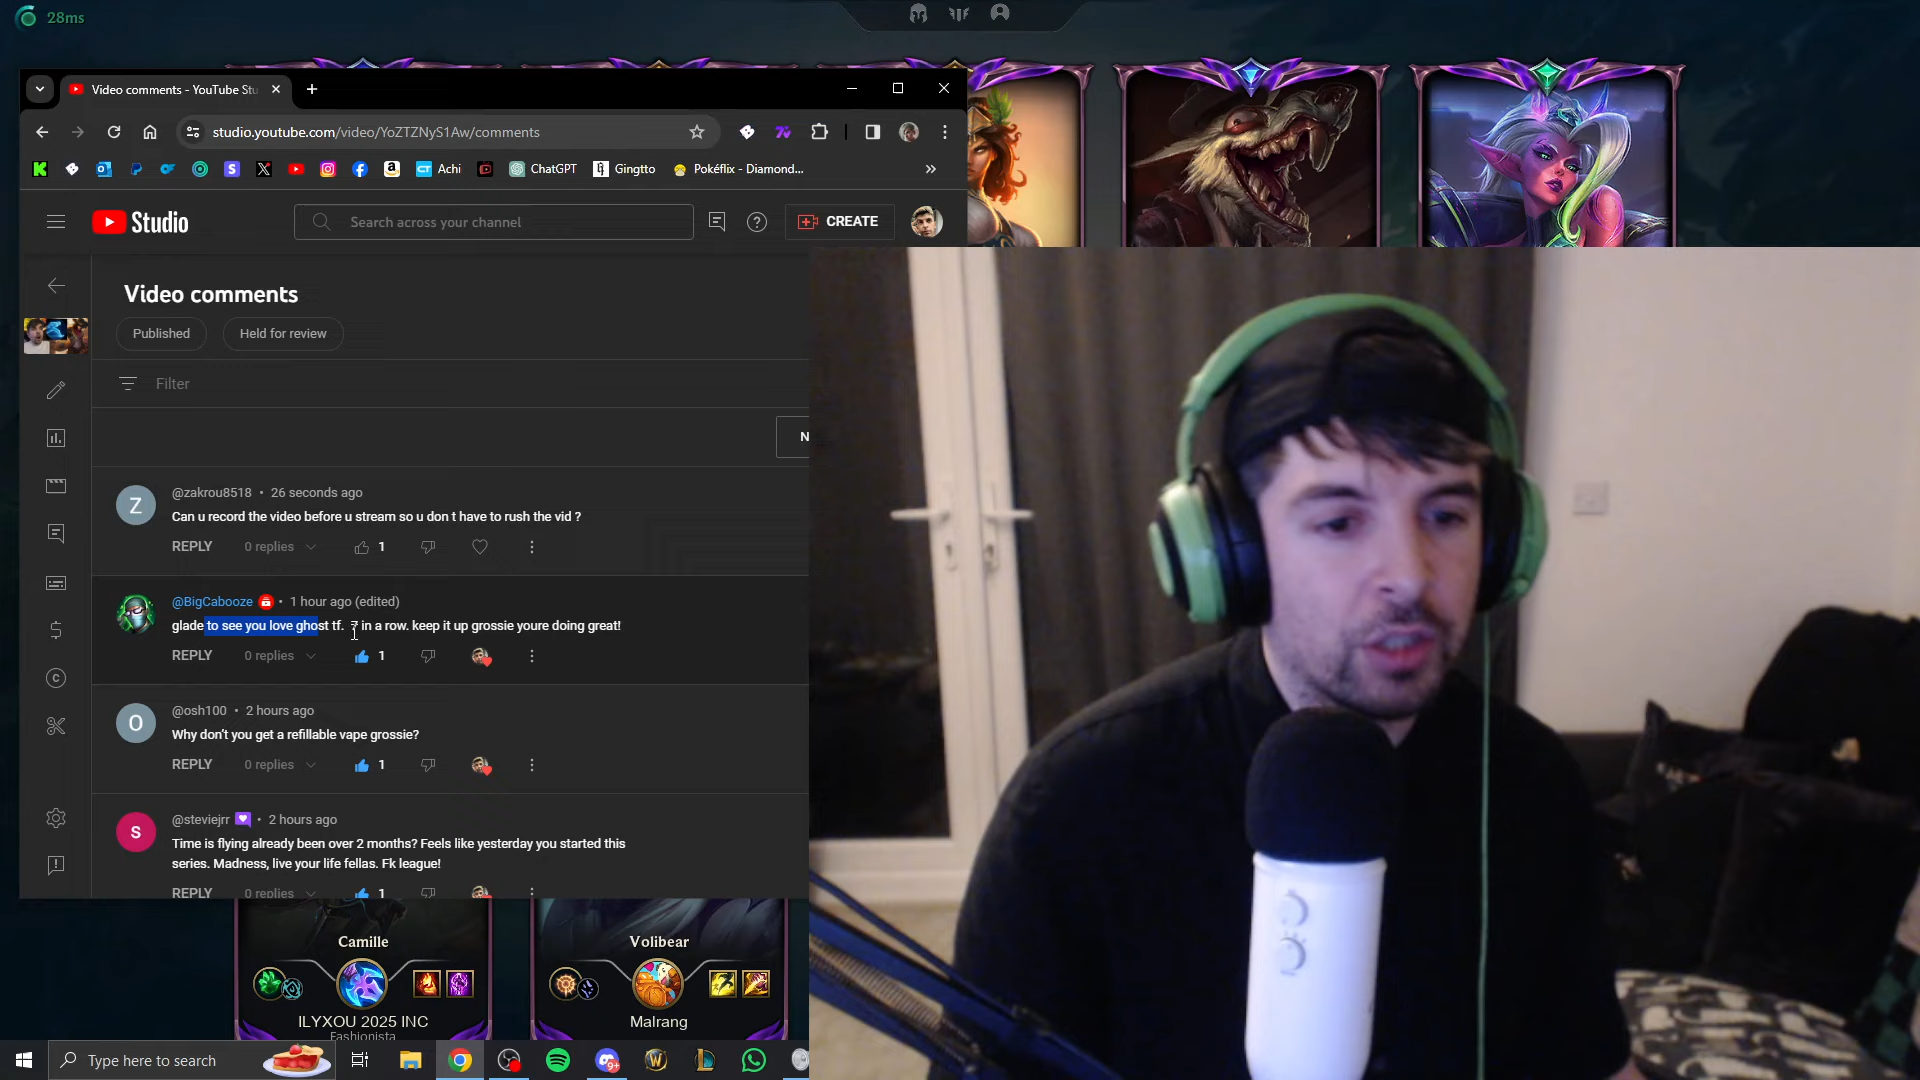 28ms
Video comments - YouTube Stu
studio.youtube.com/video/YoZTZNyS1Aw/comments
Achi
ChatGPT
Gingtto
Pokéflix - Diamond...
Studio
Search across your channel
CREATE
Video comments
Published
Held for review
Filter
N
Z
@zakrou8518 • 26 seconds ago
Can u record the video before u stream so u don t have to rush the vid ?
REPLY 0 replies 1
@BigCabooze • 1 hour ago (edited)
glade to see you love ghost tf. 7 in a row. keep it up grossie youre doing great!
REPLY 0 replies 1
O
@osh100 • 2 hours ago
Why don't you get a refillable vape grossie?
REPLY 0 replies 1
S
@steviejrr • 2 hours ago
Time is flying already been over 2 months? Feels like yesterday you started this
series. Madness, live your life fellas. Fk league!
REPLY 0 replies 1
Camille
Volibear
ILYXOU 2025 INC
Malrang
Fashionista
Type here to search